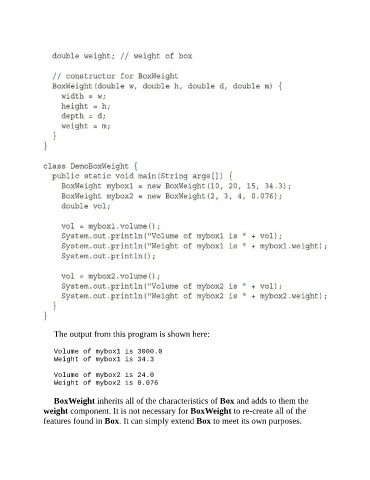 double weight; // weight of box
// constructor for BoxWeight
BoxWeight(double w, double h, double d, double m) {
width = w;
height = h;
depth = d;
weight = m;
}
}
class DemoBoxWeight {
public static void main(String args[]) {
BoxWeight mybox1 = new BoxWeight(10, 20, 15, 34.3);
BoxWeight mybox2 = new BoxWeight(2, 3, 4, 0.076);
double vol;
vol = mybox1.volume();
System.out.println("Volume of mybox1 is " + vol);
System.out.println("Weight of mybox1 is " + mybox1.weight);
System.out.println();
vol = mybox2.volume();
System.out.println("Volume of mybox2 is " + vol);
System.out.println("Weight of mybox2 is " + mybox2.weight);
}
}
The output from this program is shown here:
Volume of mybox1 is 3000.0
Weight of mybox1 is 34.3
Volume of mybox2 is 24.0
Weight of mybox2 is 0.076
BoxWeight inherits all of the characteristics of Box and adds to them the
weight component. It is not necessary for BoxWeight to re-create all of the
features found in Box. It can simply extend Box to meet its own purposes.